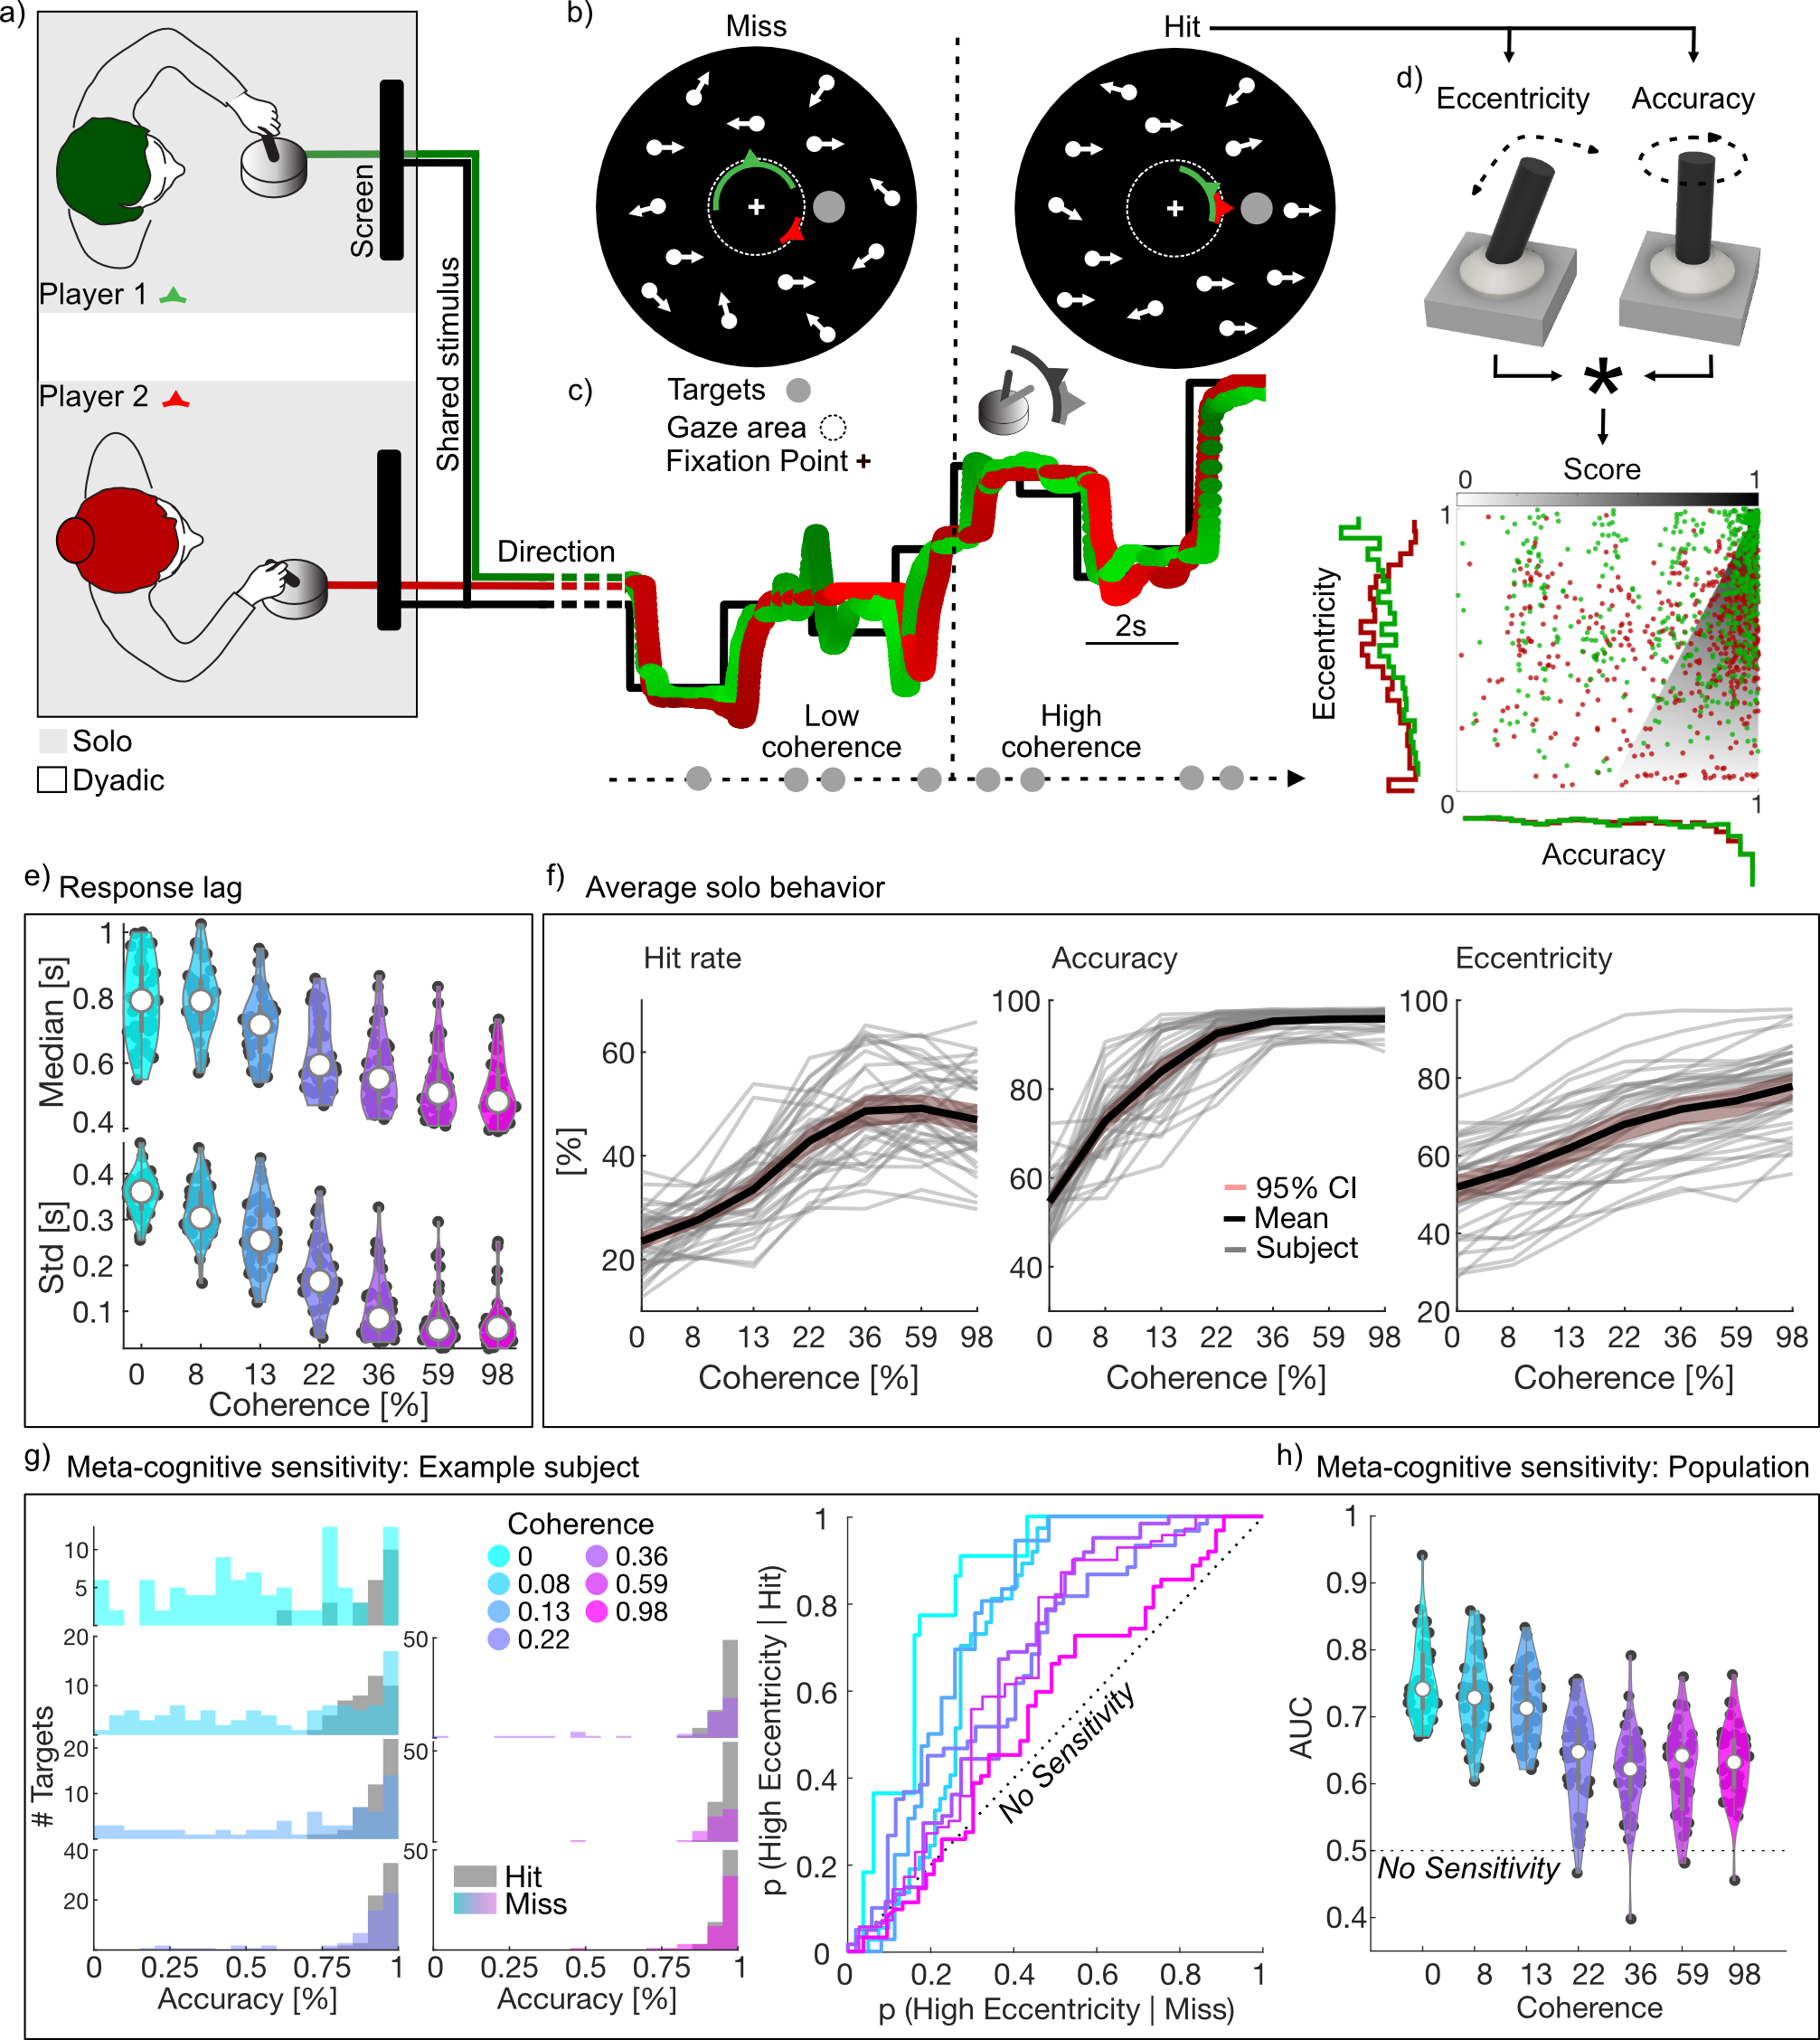 a)
Screen
Player 1
Player 2
Shared stimulus
Solo
Dyadic
b)
Miss
Hit
c)
Targets
Gaze area
Fixation Point +
Direction
2s
Low
coherence
High
coherence
d)
Eccentricity
Accuracy
*
Score
0
1
1
Eccentricity
0
1
Accuracy
e) Response lag
Median [s]
1
0.8
0.6
0.4
Std [s]
0.4
0.3
0.2
0.1
0 8 13 22 36 59 98
Coherence [%]
f) Average solo behavior
Hit rate
[%]
60
40
20
0 8 13 22 36 59 98
Coherence [%]
Accuracy
100
80
60
40
95% CI
Mean
Subject
0 8 13 22 36 59 98
Coherence [%]
Eccentricity
100
80
60
40
20
0 8 13 22 36 59 98
Coherence [%]
g) Meta-cognitive sensitivity: Example subject
# Targets
10
5
20
10
20
10
40
20
0 0.25 0.5 0.75 1
Accuracy [%]
Coherence
0
0.08
0.13
0.22
0.36
0.59
0.98
50
50
50
Hit
Miss
0 0.25 0.5 0.75 1
Accuracy [%]
p (High Eccentricity | Hit)
1
0.8
0.6
0.4
0.2
0
No Sensitivity
0 0.2 0.4 0.6 0.8 1
p (High Eccentricity | Miss)
h) Meta-cognitive sensitivity: Population
AUC
1
0.9
0.8
0.7
0.6
0.5
0.4
No Sensitivity
0 8 13 22 36 59 98
Coherence